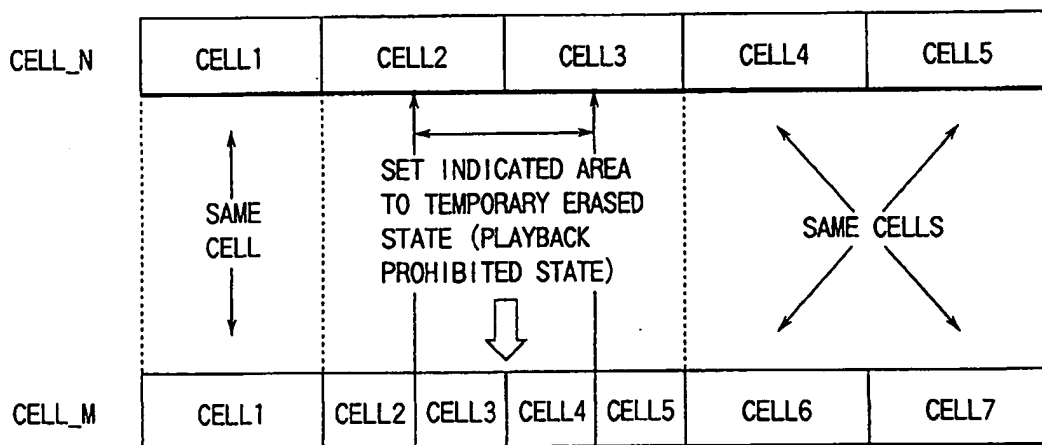 CELL_N CELL1 CELL2 CELL3 CELL4 CELL5
SET INDICATED AREA
TO TEMPORARY ERASED
STATE (PLAYBACK
PROHIBITED STATE)
SAME
CELL
SAME CELLS
CELL_M CELL1 CELL2 CELL3 CELL4 CELL5 CELL6 CELL7